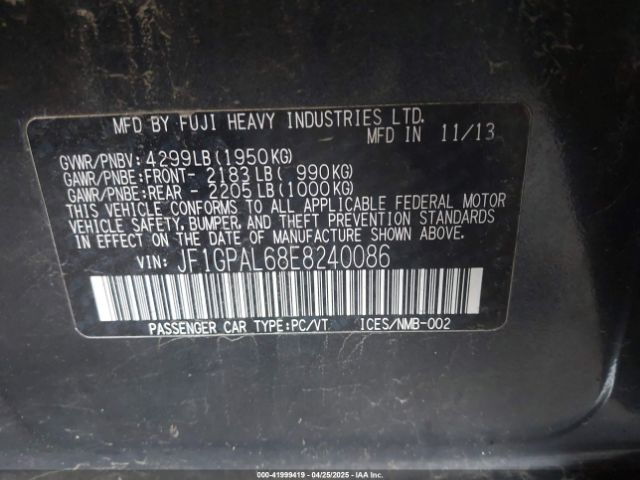 MFD BY FUJI HEAVY INDUSTRIES LTD.
MFD IN 11/13
GVWR/PNBV: 4299LB(1950KG)
GAWR/PNBE:FRONT- 2183LB( 990KG)
GAWR/PNBE:REAR - 2205LB(1000KG)
THIS VEHICLE CONFORMS TO ALL APPLICABLE FEDERAL MOTOR
VEHICLE SAFETY, BUMPER, AND THEFT PREVENTION STANDARDS
IN EFFECT ON THE DATE OF MANUFACTURE SHOWN ABOVE.
VIN: JF1GPAL68E8240086
PASSENGER CAR TYPE:PC/VT ICES/NMB-002
000-41999419 - 04/25/2025 - IAA Inc.